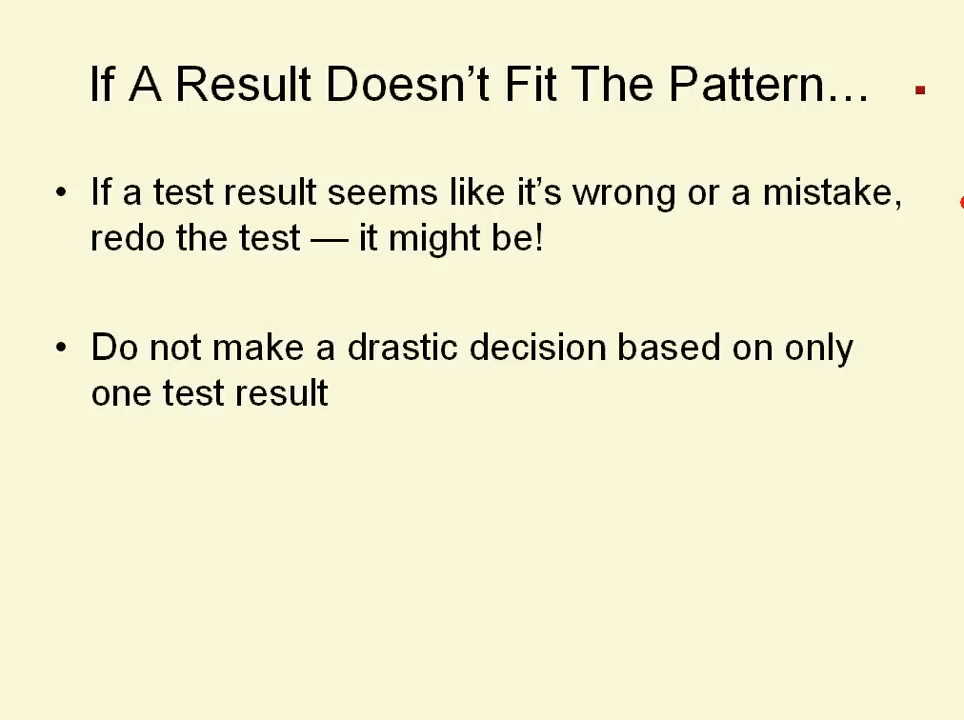 If A Result Doesn’t Fit The Pattern…
• If a test result seems like it’s wrong or a mistake,
redo the test — it might be!
• Do not make a drastic decision based on only
one test result